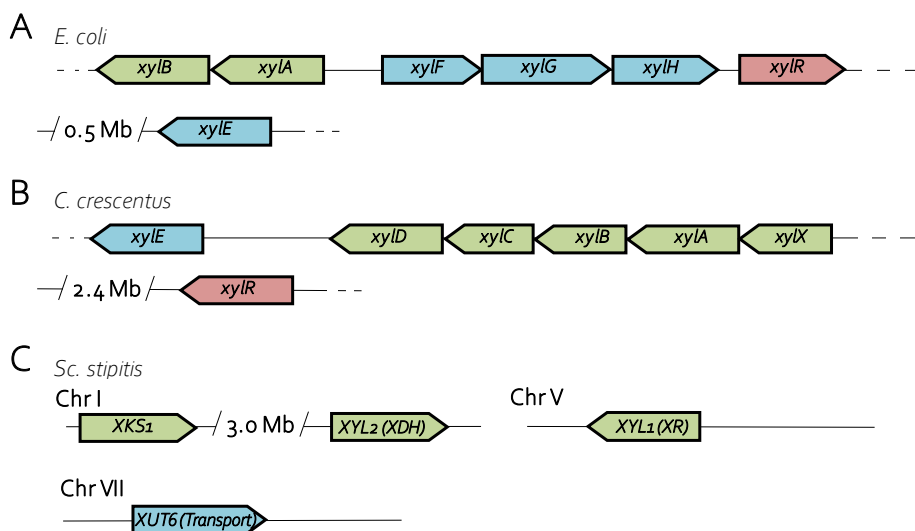 A
E. coli
xylB xylA xylF xylG xylH xylR
0.5 Mb xylE
B
C. crescentus
xylE xylD xylC xylB xylA xylX
2.4 Mb xylR
C
Sc. stipitis
Chr I Chr V
XKS1 3.0 Mb XYL2 (XDH) XYL1 (XR)
Chr VII
XUT6 (Transport)